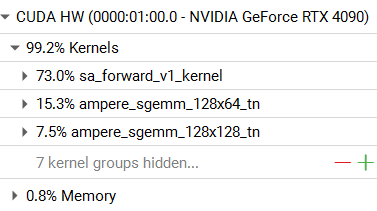 CUDA HW (0000:01:00.0 - NVIDIA GeForce RTX 4090)
99.2% Kernels
73.0% sa_forward_v1_kernel
15.3% ampere_sgemm_128x64_tn
7.5% ampere_sgemm_128x128_tn
7 kernel groups hidden...
0.8% Memory